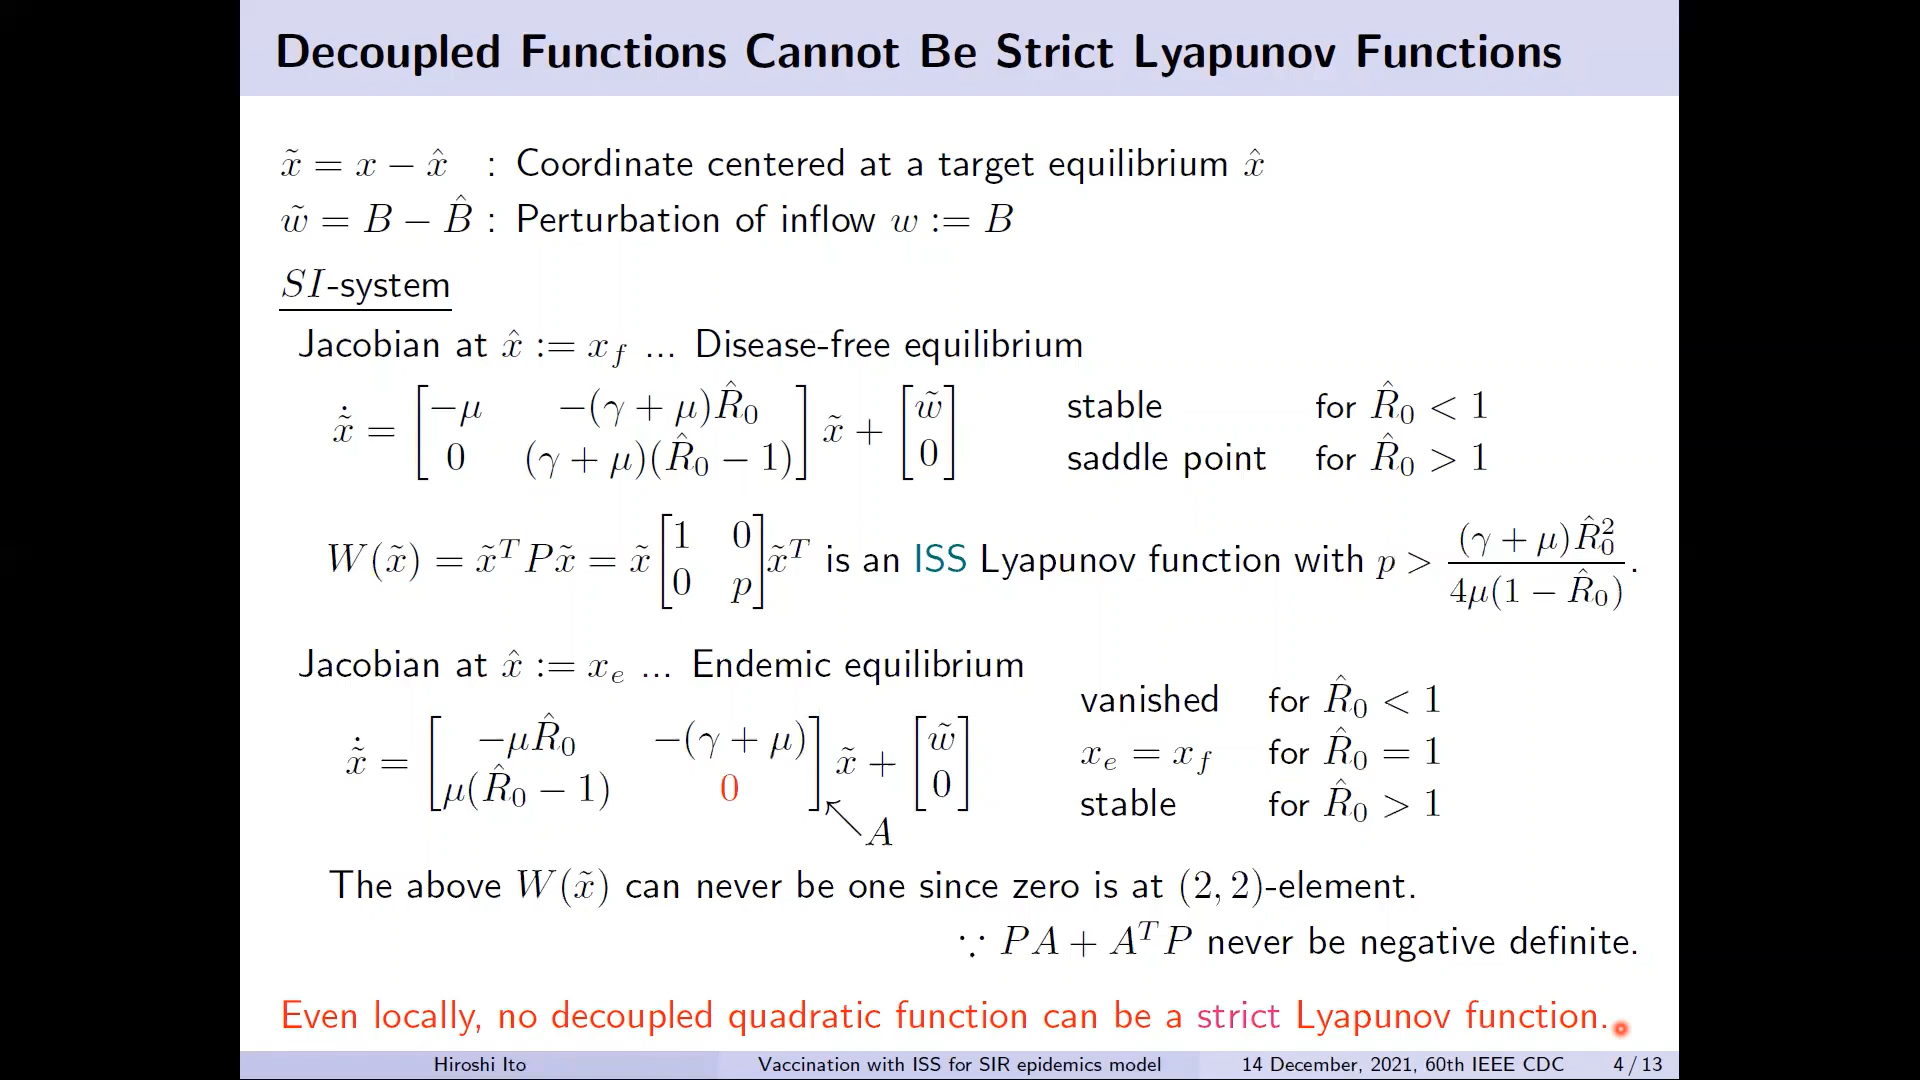 Decoupled Functions Cannot Be Strict Lyapunov Functions
x̃ = x − x̂ : Coordinate centered at a target equilibrium x̂
w̃ = B − B̂ : Perturbation of inflow w := B
SI-system
Jacobian at x̂ := x_f ... Disease-free equilibrium
x̃̇ = [−μ −(γ + μ)R̂₀; 0 (γ + μ)(R̂₀ − 1)] x̃ + [w̃; 0]
stable for R̂₀ < 1
saddle point for R̂₀ > 1
W(x̃) = x̃ᵀPx̃ = x̃ [1 0; 0 p] x̃ᵀ is an ISS Lyapunov function with p > (γ + μ)R̂₀² / 4μ(1 − R̂₀).
Jacobian at x̂ := x_e ... Endemic equilibrium
x̃̇ = [−μR̂₀ −(γ + μ); μ(R̂₀ − 1) 0] x̃ + [w̃; 0]
A
vanished for R̂₀ < 1
x_e = x_f for R̂₀ = 1
stable for R̂₀ > 1
The above W(x̃) can never be one since zero is at (2, 2)-element.
∵ PA + AᵀP never be negative definite.
Even locally, no decoupled quadratic function can be a strict Lyapunov function.
Hiroshi Ito Vaccination with ISS for SIR epidemics model 14 December, 2021, 60th IEEE CDC 4 / 13